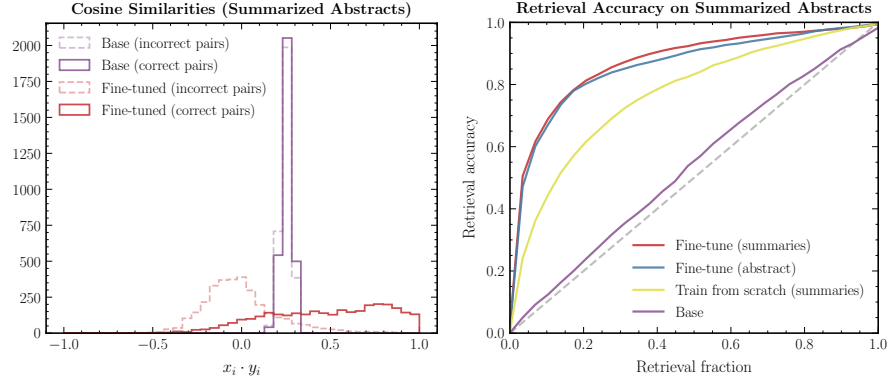 Cosine Similarities (Summarized Abstracts)
2000
1750
1500
1250
1000
750
500
250
0
Base (incorrect pairs)
Base (correct pairs)
Fine-tuned (incorrect pairs)
Fine-tuned (correct pairs)
−1.0
−0.5
0.0
0.5
1.0
x_i · y_i
Retrieval Accuracy on Summarized Abstracts
Retrieval accuracy
1.0
0.8
0.6
0.4
0.2
0.0
Fine-tune (summaries)
Fine-tune (abstract)
Train from scratch (summaries)
Base
0.0
0.2
0.4
0.6
0.8
1.0
Retrieval fraction